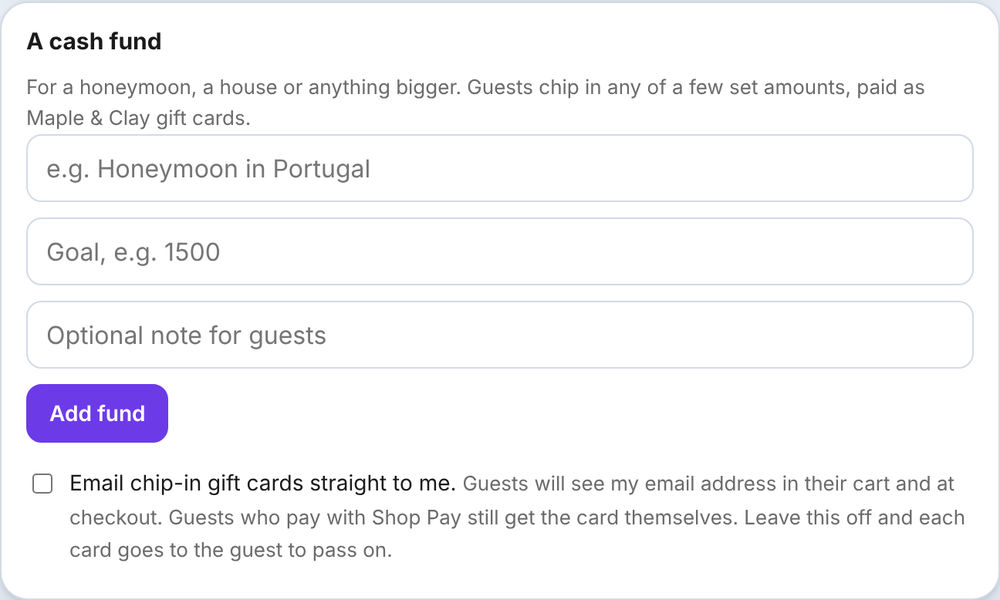 A cash fund
For a honeymoon, a house or anything bigger. Guests chip in any of a few set amounts, paid as
Maple & Clay gift cards.
e.g. Honeymoon in Portugal
Goal, e.g. 1500
Optional note for guests
Add fund
Email chip-in gift cards straight to me. Guests will see my email address in their cart and at
checkout. Guests who pay with Shop Pay still get the card themselves. Leave this off and each
card goes to the guest to pass on.